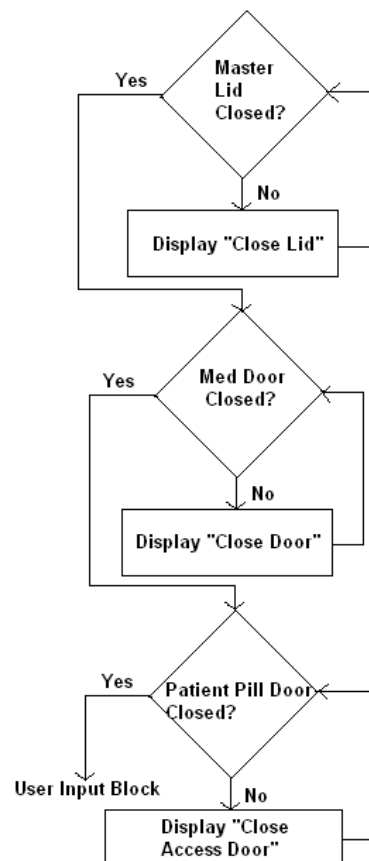 Yes
Master
Lid
Closed?
No
Display "Close Lid"
Yes
Med Door
Closed?
No
Display "Close Door"
Yes
Patient Pill Door
Closed?
User Input Block
No
Display "Close
Access Door"